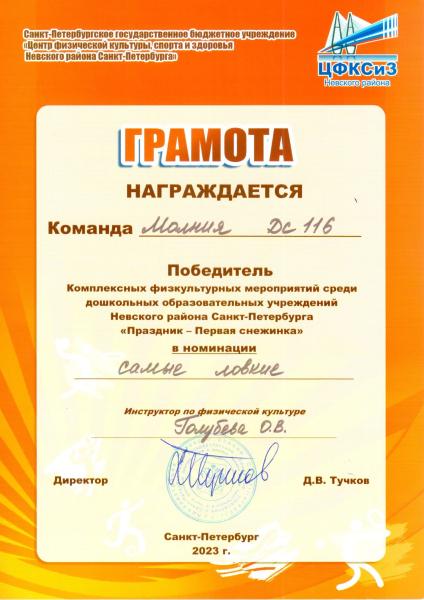 Санкт-Петербургское государственное бюджетное учреждение
«Центр физической культуры, спорта и здоровья
Невского района Санкт-Петербурга»
ЦФКСиЗ
Невского района
ГРАМОТА
НАГРАЖДАЕТСЯ
Команда Молния Дс 116
Победитель
Комплексных физкультурных мероприятий среди
дошкольных образовательных учреждений
Невского района Санкт-Петербурга
«Праздник – Первая снежинка»
в номинации
самые ловкие
Инструктор по физической культуре
Голубева О.В.
Директор Д.В. Тучков
Санкт-Петербург
2023 г.